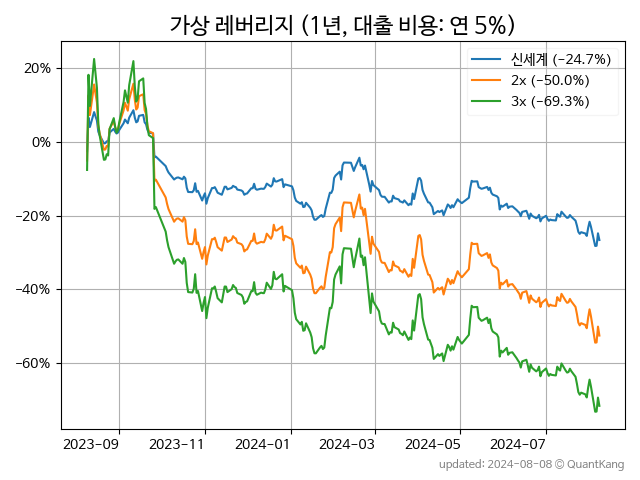 가상 레버리지 (1년, 대출 비용: 연 5%)
신세계 (−24.7%)
2x (−50.0%)
3x (−69.3%)
20%
0%
−20%
−40%
−60%
2023-09 2023-11 2024-01 2024-03 2024-05 2024-07
updated: 2024-08-08 © QuantKang